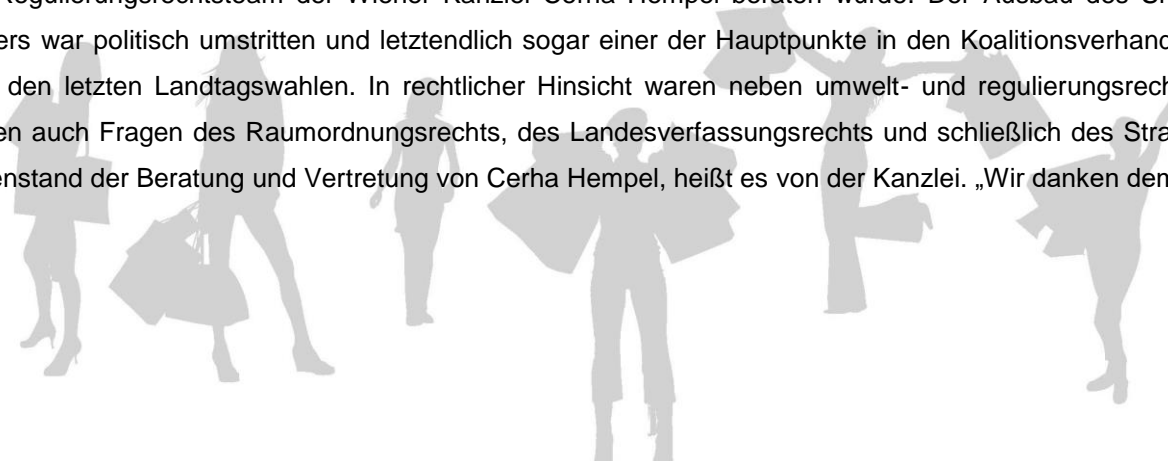 Regulierungsrechtsteam der Wiener Kanzlei Cerha Hempel beraten wurde. Der Ausbau des
ers war politisch umstritten und letztendlich sogar einer der Hauptpunkte in den Koalitionsverhand
den letzten Landtagswahlen. In rechtlicher Hinsicht waren neben umwelt- und regulierungsrech
en auch Fragen des Raumordnungsrechts, des Landesverfassungsrechts und schließlich des Stra
enstand der Beratung und Vertretung von Cerha Hempel, heißt es von der Kanzlei. „Wir danken dem